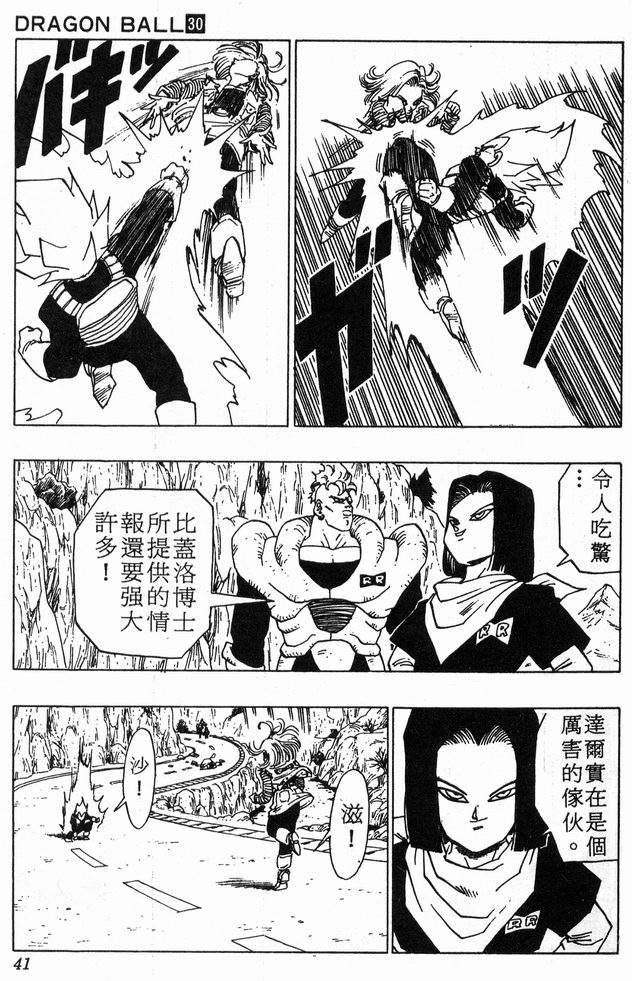 DRAGON BALL 30
ガッ
バキッ
令人吃驚
…
比蓋洛博士
所提供的情
報還要强大
許多！
RR
RR
達爾實在是個
厲害的傢伙。
RR
滋！
沙！
41